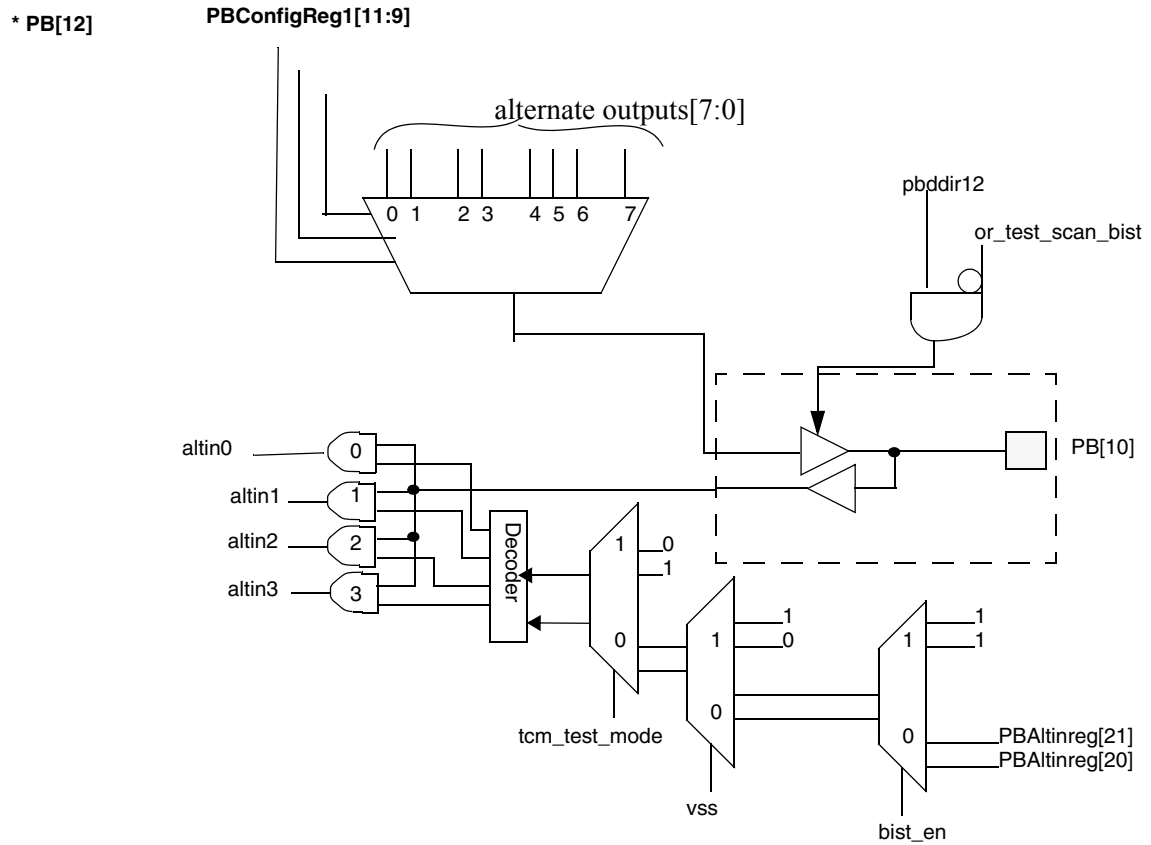 * PB[12]
PBConfigReg1[11:9]
alternate outputs[7:0]
0 1 2 3 4 5 6 7
pbddir12
or_test_scan_bist
PB[10]
altin0
0
altin1
1
altin2
2
altin3
3
Decoder
1
0
1
0
tcm_test_mode
1
1
0
0
vss
1
1
1
0
PBAltinreg[21]
PBAltinreg[20]
bist_en